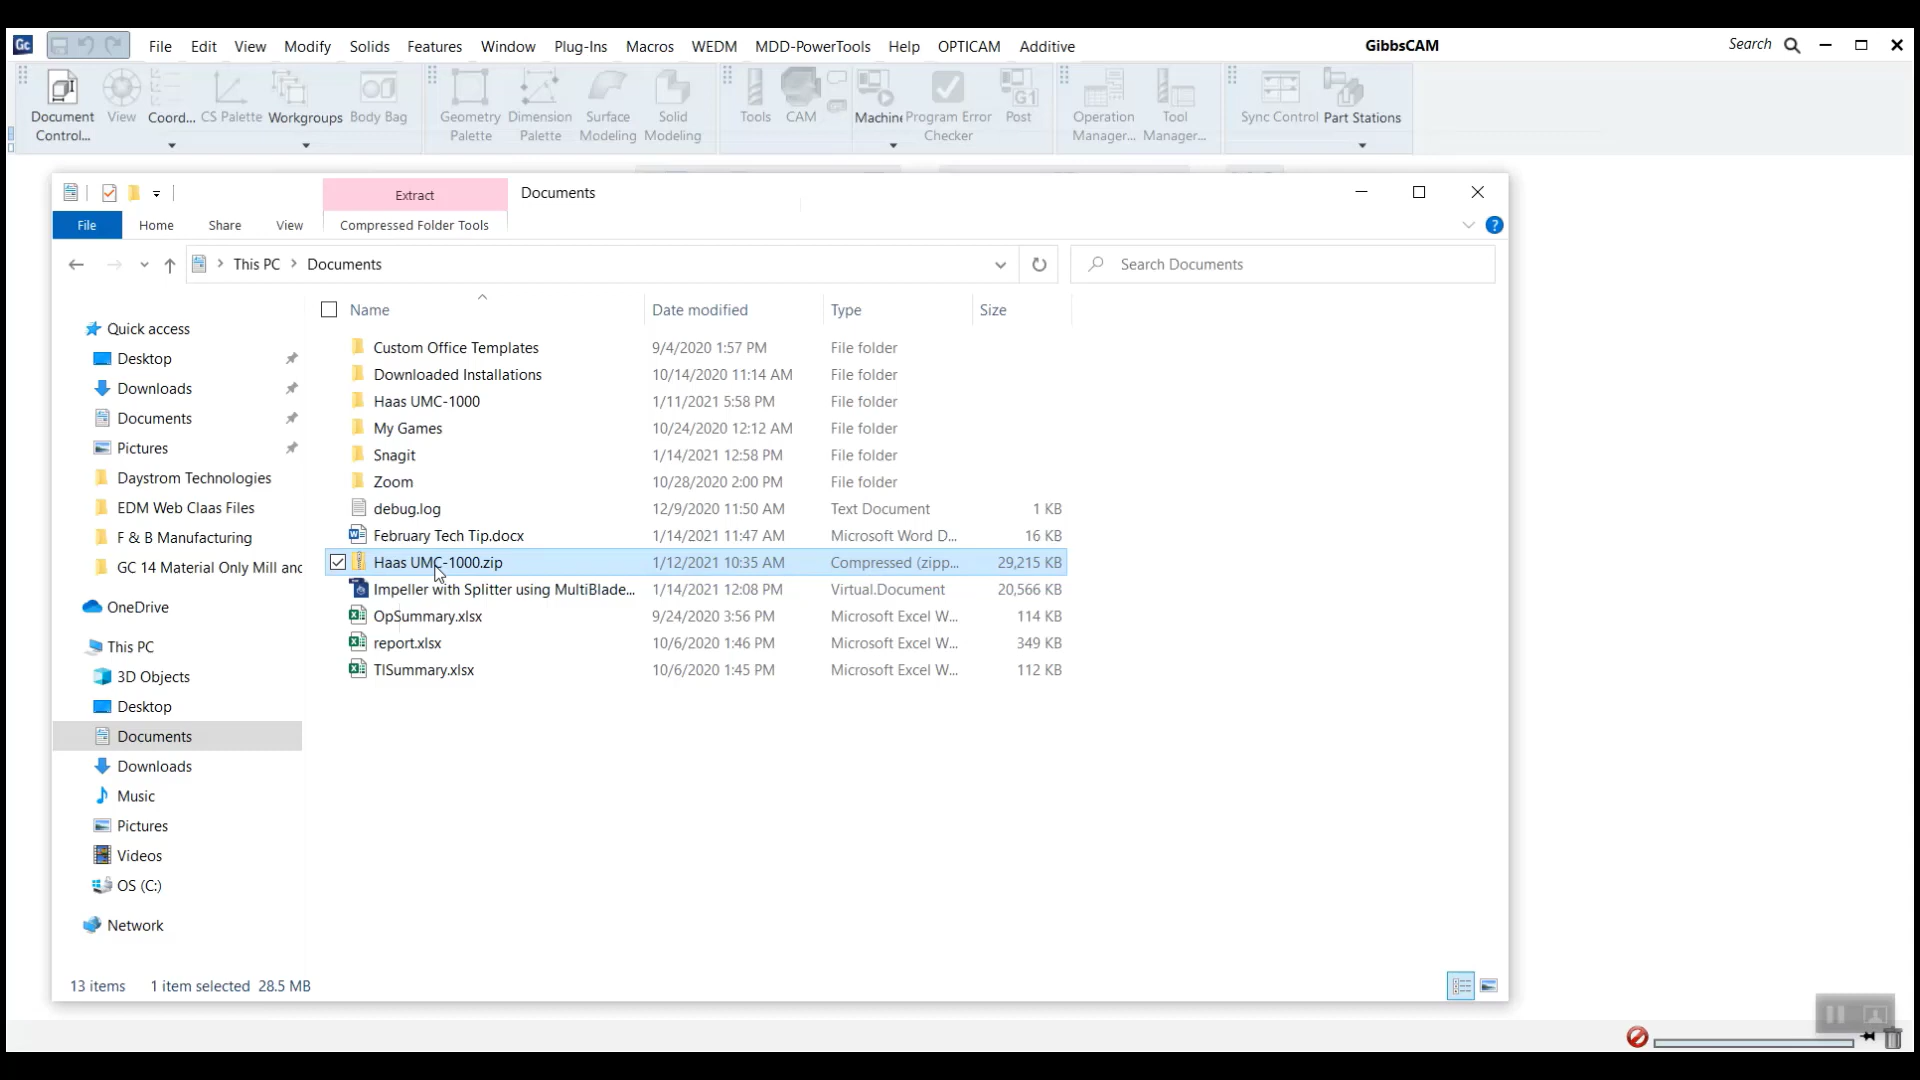 Gc File Edit View Modify Solids Features Window Plug-Ins Macros WEDM MDD-PowerTools Help OPTICAM Additive GibbsCAM Search
Document Control... View Coord... CS Palette Workgroups Body Bag Geometry Palette Dimension Palette Surface Modeling Solid Modeling Tools CAM Machin Program Error Checker Post Operation Manager... Tool Manager... Sync Control Part Stations
Extract Documents
File Home Share View Compressed Folder Tools
This PC Documents Search Documents
Name Date modified Type Size
Quick access
Desktop
Downloads
Documents
Pictures
Daystrom Technologies
EDM Web Claas Files
F & B Manufacturing
GC 14 Material Only Mill and
OneDrive
This PC
3D Objects
Desktop
Documents
Downloads
Music
Pictures
Videos
OS (C:)
Network
Custom Office Templates 9/4/2020 1:57 PM File folder
Downloaded Installations 10/14/2020 11:14 AM File folder
Haas UMC-1000 1/11/2021 5:58 PM File folder
My Games 10/24/2020 12:12 AM File folder
Snagit 1/14/2021 12:58 PM File folder
Zoom 10/28/2020 2:00 PM File folder
debug.log 12/9/2020 11:50 AM Text Document 1 KB
February Tech Tip.docx 1/14/2021 11:47 AM Microsoft Word D... 16 KB
Haas UMC-1000.zip 1/12/2021 10:35 AM Compressed (zipp... 29,215 KB
Impeller with Splitter using MultiBlade... 1/14/2021 12:08 PM Virtual.Document 20,566 KB
OpSummary.xlsx 9/24/2020 3:56 PM Microsoft Excel W... 114 KB
report.xlsx 10/6/2020 1:46 PM Microsoft Excel W... 349 KB
TlSummary.xlsx 10/6/2020 1:45 PM Microsoft Excel W... 112 KB
13 items 1 item selected 28.5 MB